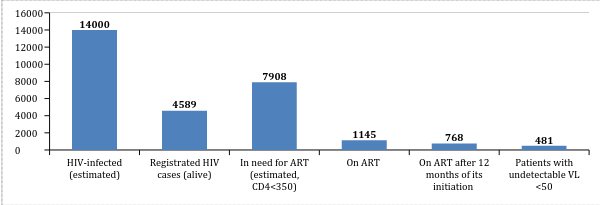 16000
14000
12000
10000
8000
6000
4000
2000
0
14000
4589
7908
1145
768
481
HIV-infected
(estimated)
Registrated HIV
cases (alive)
In need for ART
(estimated,
CD4<350)
On ART
On ART after 12
months of its
initiation
Patients with
undetectable VL
<50